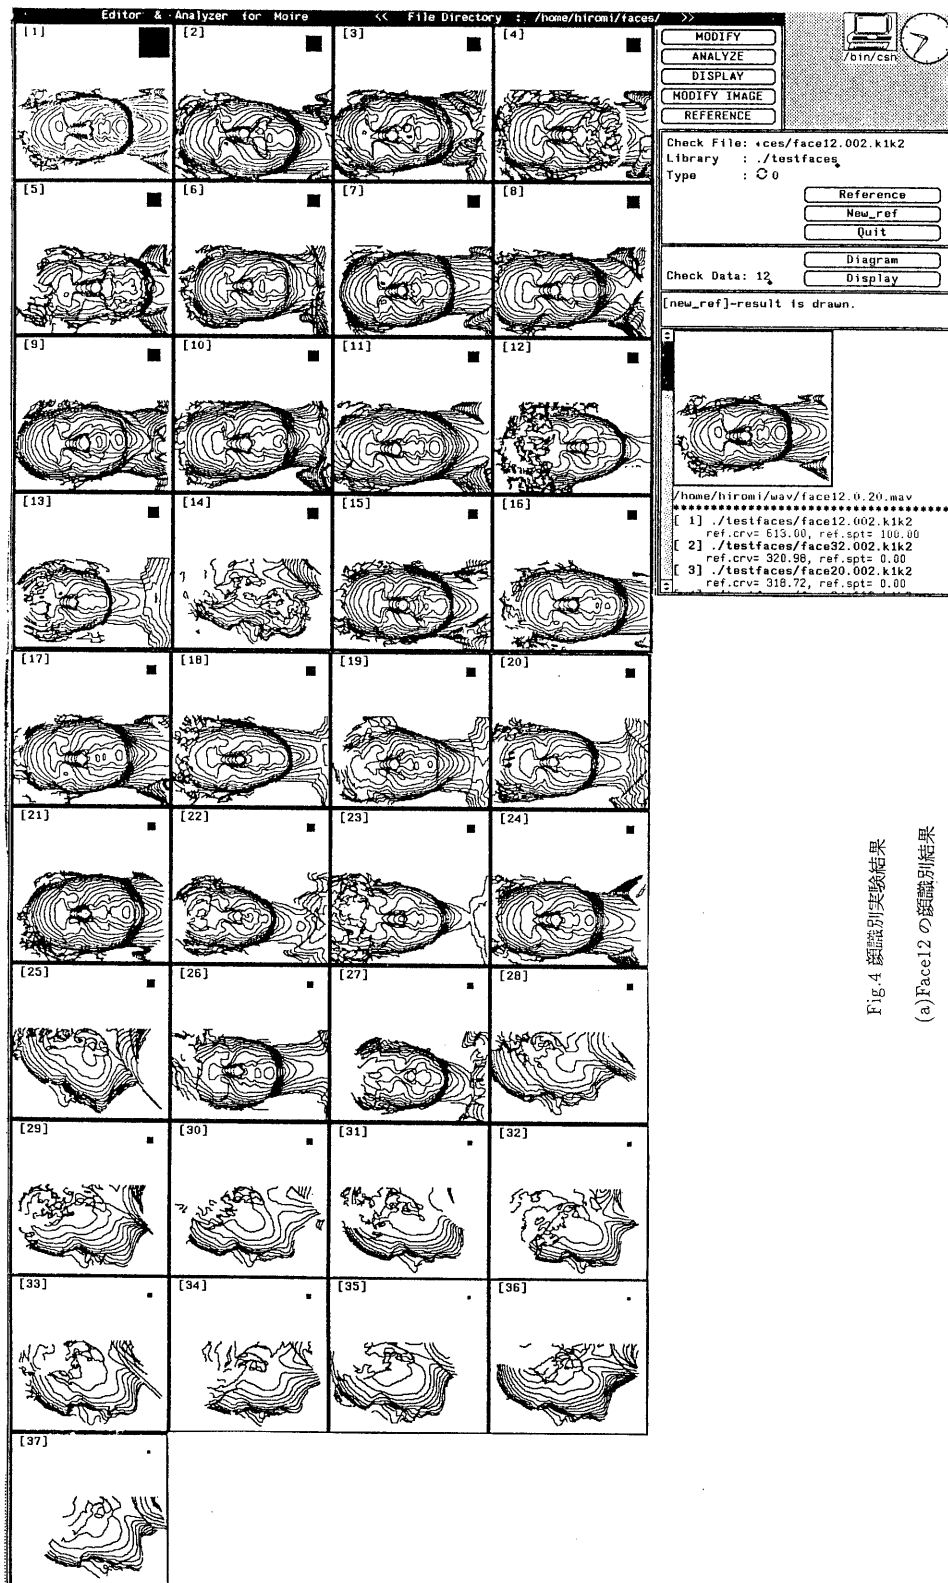 Editor & Analyzer for Moire << File Directory : /home/hiromi/faces/ >>
[1]
[2]
[3]
[4]
[5]
[6]
[7]
[8]
[9]
[10]
[11]
[12]
[13]
[14]
[15]
[16]
[17]
[18]
[19]
[20]
[21]
[22]
[23]
[24]
[25]
[26]
[27]
[28]
[29]
[30]
[31]
[32]
[33]
[34]
[35]
[36]
[37]
MODIFY
ANALYZE
DISPLAY
MODIFY IMAGE
REFERENCE
/bin/csh
Check File: ces/face12.002.k1k2
Library : ./testfaces
Type : 0
Reference
New_ref
Quit
Diagram
Check Data: 12
Display
[new_ref]-result is drawn.
/home/hiromi/wav/face12.0.20.mav
************************************
[ 1] ./testfaces/face12.002.k1k2
ref.crv= 613.00, ref.spt= 100.00
[ 2] ./testfaces/face32.002.k1k2
ref.crv= 320.98, ref.spt= 0.00
[ 3] ./testfaces/face20.002.k1k2
ref.crv= 318.72, ref.spt= 0.00
Fig.4 顔識別実験結果
(a)Face12 の顔識別結果